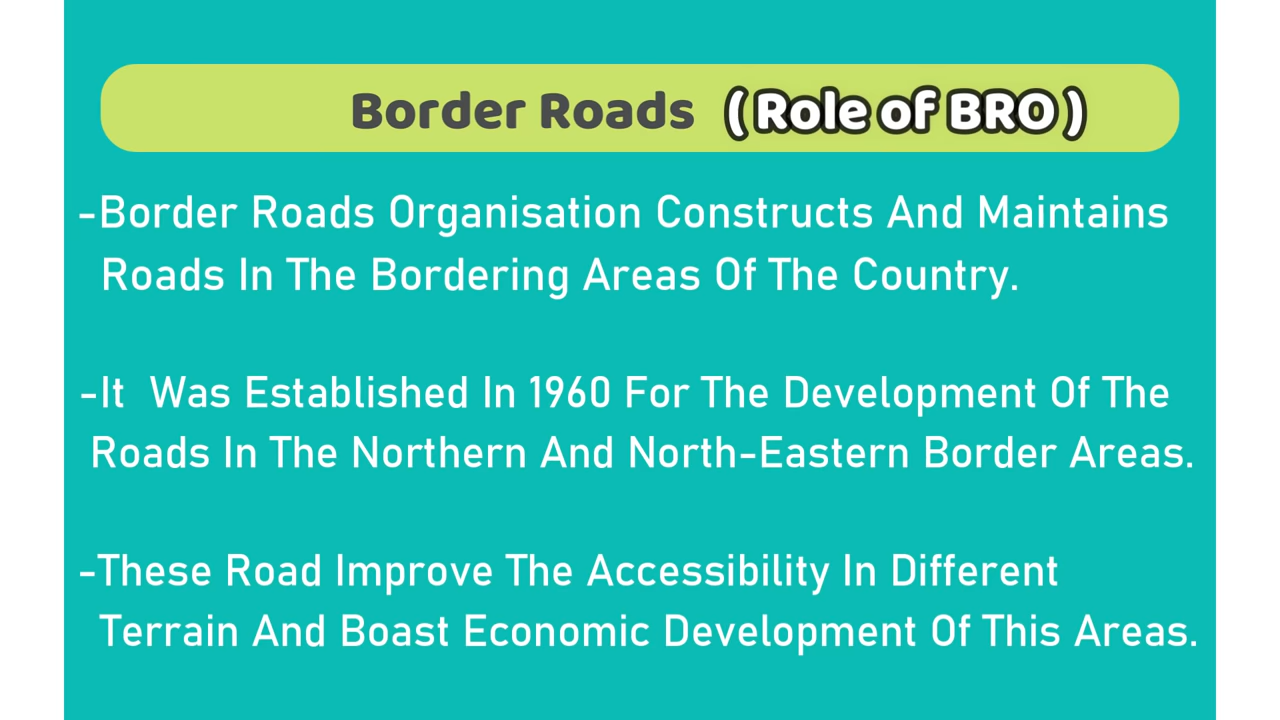 Border Roads (Role of BRO)
-Border Roads Organisation Constructs And Maintains
Roads In The Bordering Areas Of The Country.
-It Was Established In 1960 For The Development Of The
Roads In The Northern And North-Eastern Border Areas.
-These Road Improve The Accessibility In Different
Terrain And Boast Economic Development Of This Areas.